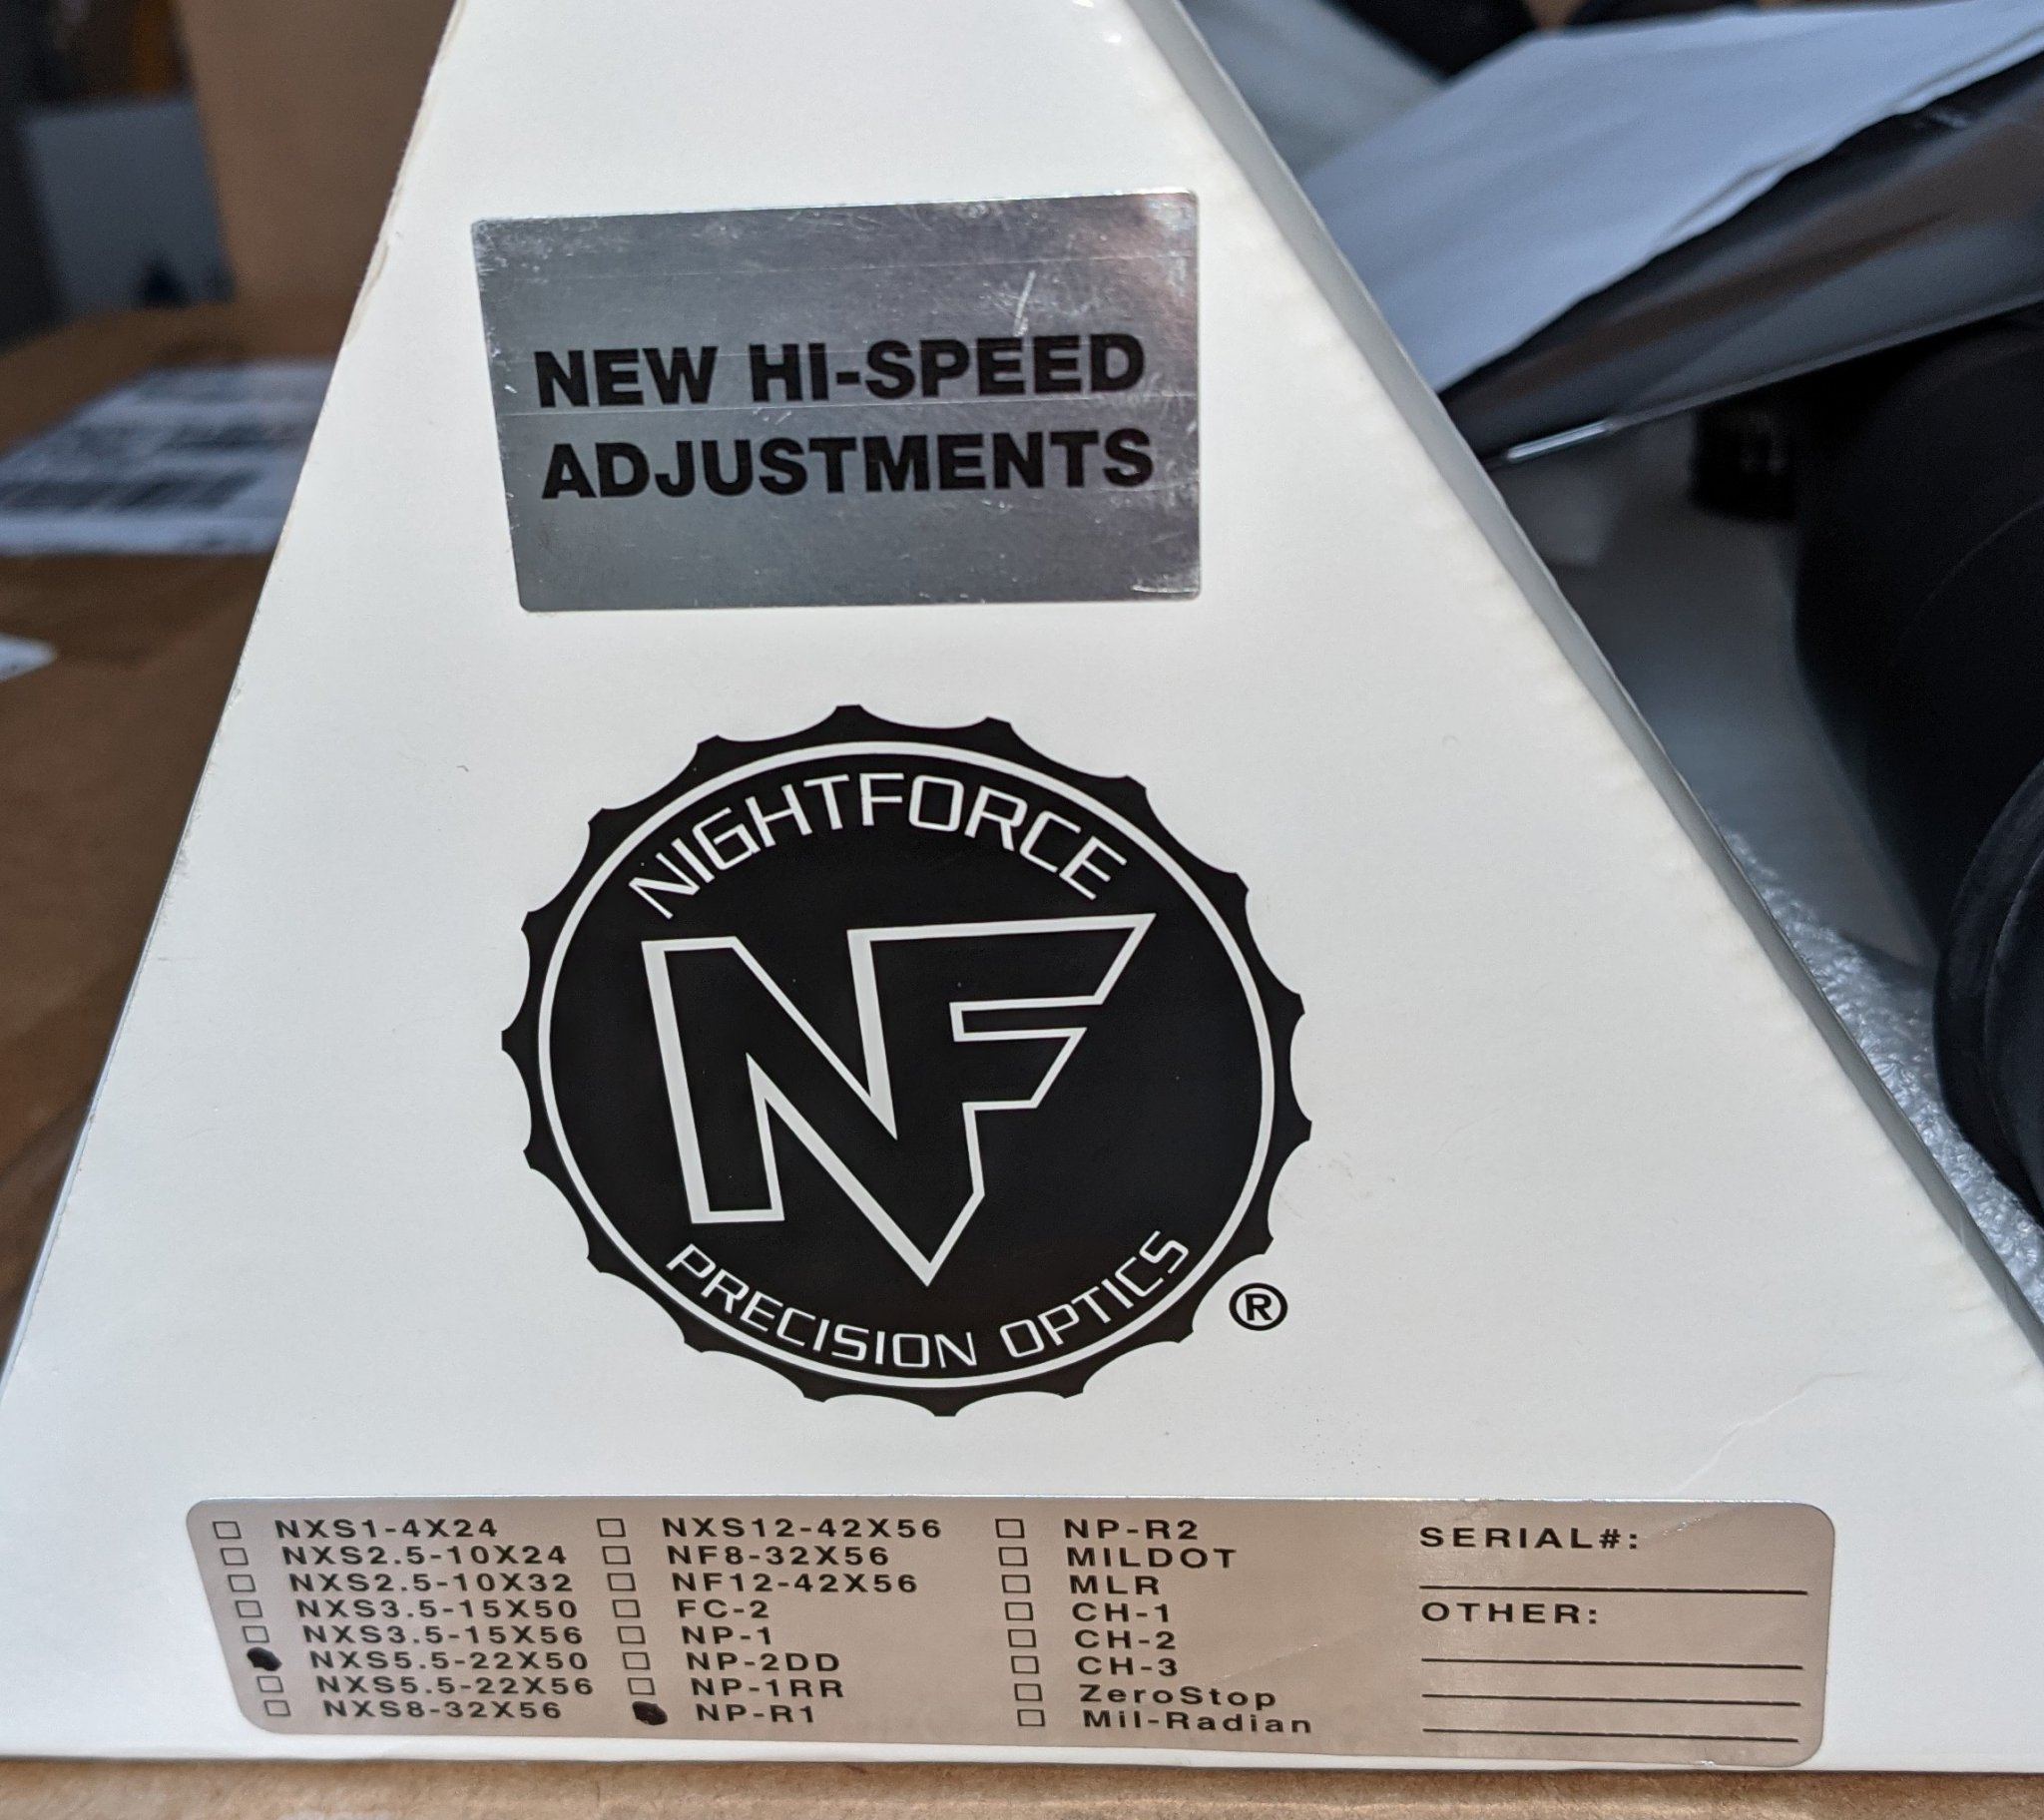 NEW HI-SPEED
ADJUSTMENTS
NIGHTFORCE
NF
PRECISION OPTICS
®
NXS1-4X24
NXS2.5-10X24
NXS2.5-10X32
NXS3.5-15X50
NXS3.5-15X56
NXS5.5-22X50
NXS5.5-22X56
NXS8-32X56
NXS12-42X56
NF8-32X56
NF12-42X56
FC-2
NP-1
NP-2DD
NP-1RR
NP-R1
NP-R2
MILDOT
MLR
CH-1
CH-2
CH-3
ZeroStop
Mil-Radian
SERIAL#:
OTHER: